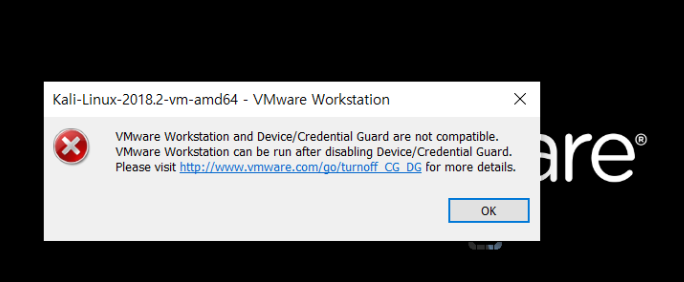 Kali-Linux-2018.2-vm-amd64 - VMware Workstation
VMware Workstation and Device/Credential Guard are not compatible.
VMware Workstation can be run after disabling Device/Credential Guard.
Please visit http://www.vmware.com/go/turnoff_CG_DG for more details.
are®
OK